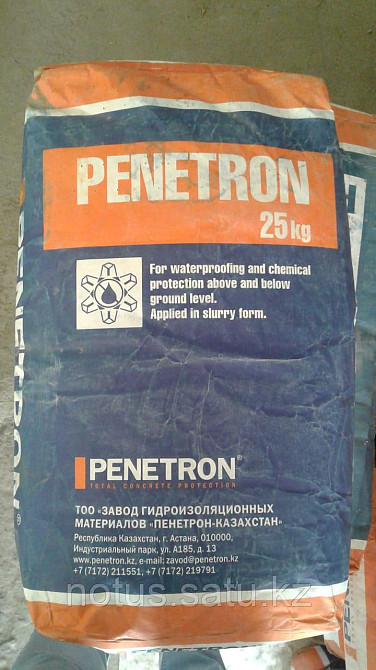 PENETRON
25kg
For waterproofing and chemical
protection above and below
ground level.
Applied in slurry form.
PENETRON®
TOTAL CONCRETE PROTECTION
ТОО «ЗАВОД ГИДРОИЗОЛЯЦИОННЫХ
МАТЕРИАЛОВ «ПЕНЕТРОН-КАЗАХСТАН»
Республика Казахстан, г. Астана, 010000,
Индустриальный парк, ул. А185, д. 13
www.penetron.kz, e-mail: zavod@penetron.kz
+7 (7172) 211551, +7 (7172) 219791
PENETRON®
PE
notus.satu.kz